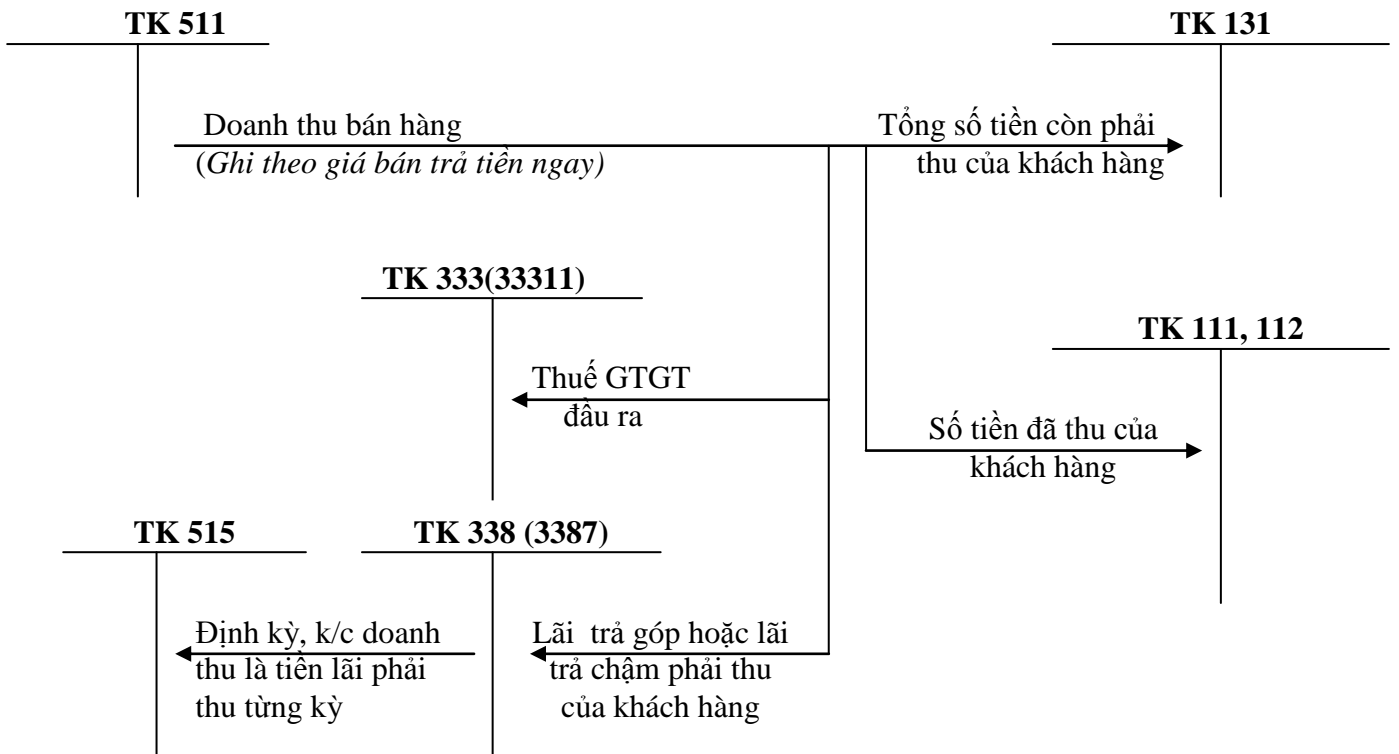 TK 511
TK 131
Doanh thu bán hàng
(Ghi theo giá bán trả tiền ngay)
Tổng số tiền còn phải
thu của khách hàng
TK 333(33311)
TK 111, 112
Thuế GTGT
đầu ra
Số tiền đã thu của
khách hàng
TK 515
TK 338 (3387)
Định kỳ, k/c doanh
thu là tiền lãi phải
thu từng kỳ
Lãi trả góp hoặc lãi
trả chậm phải thu
của khách hàng